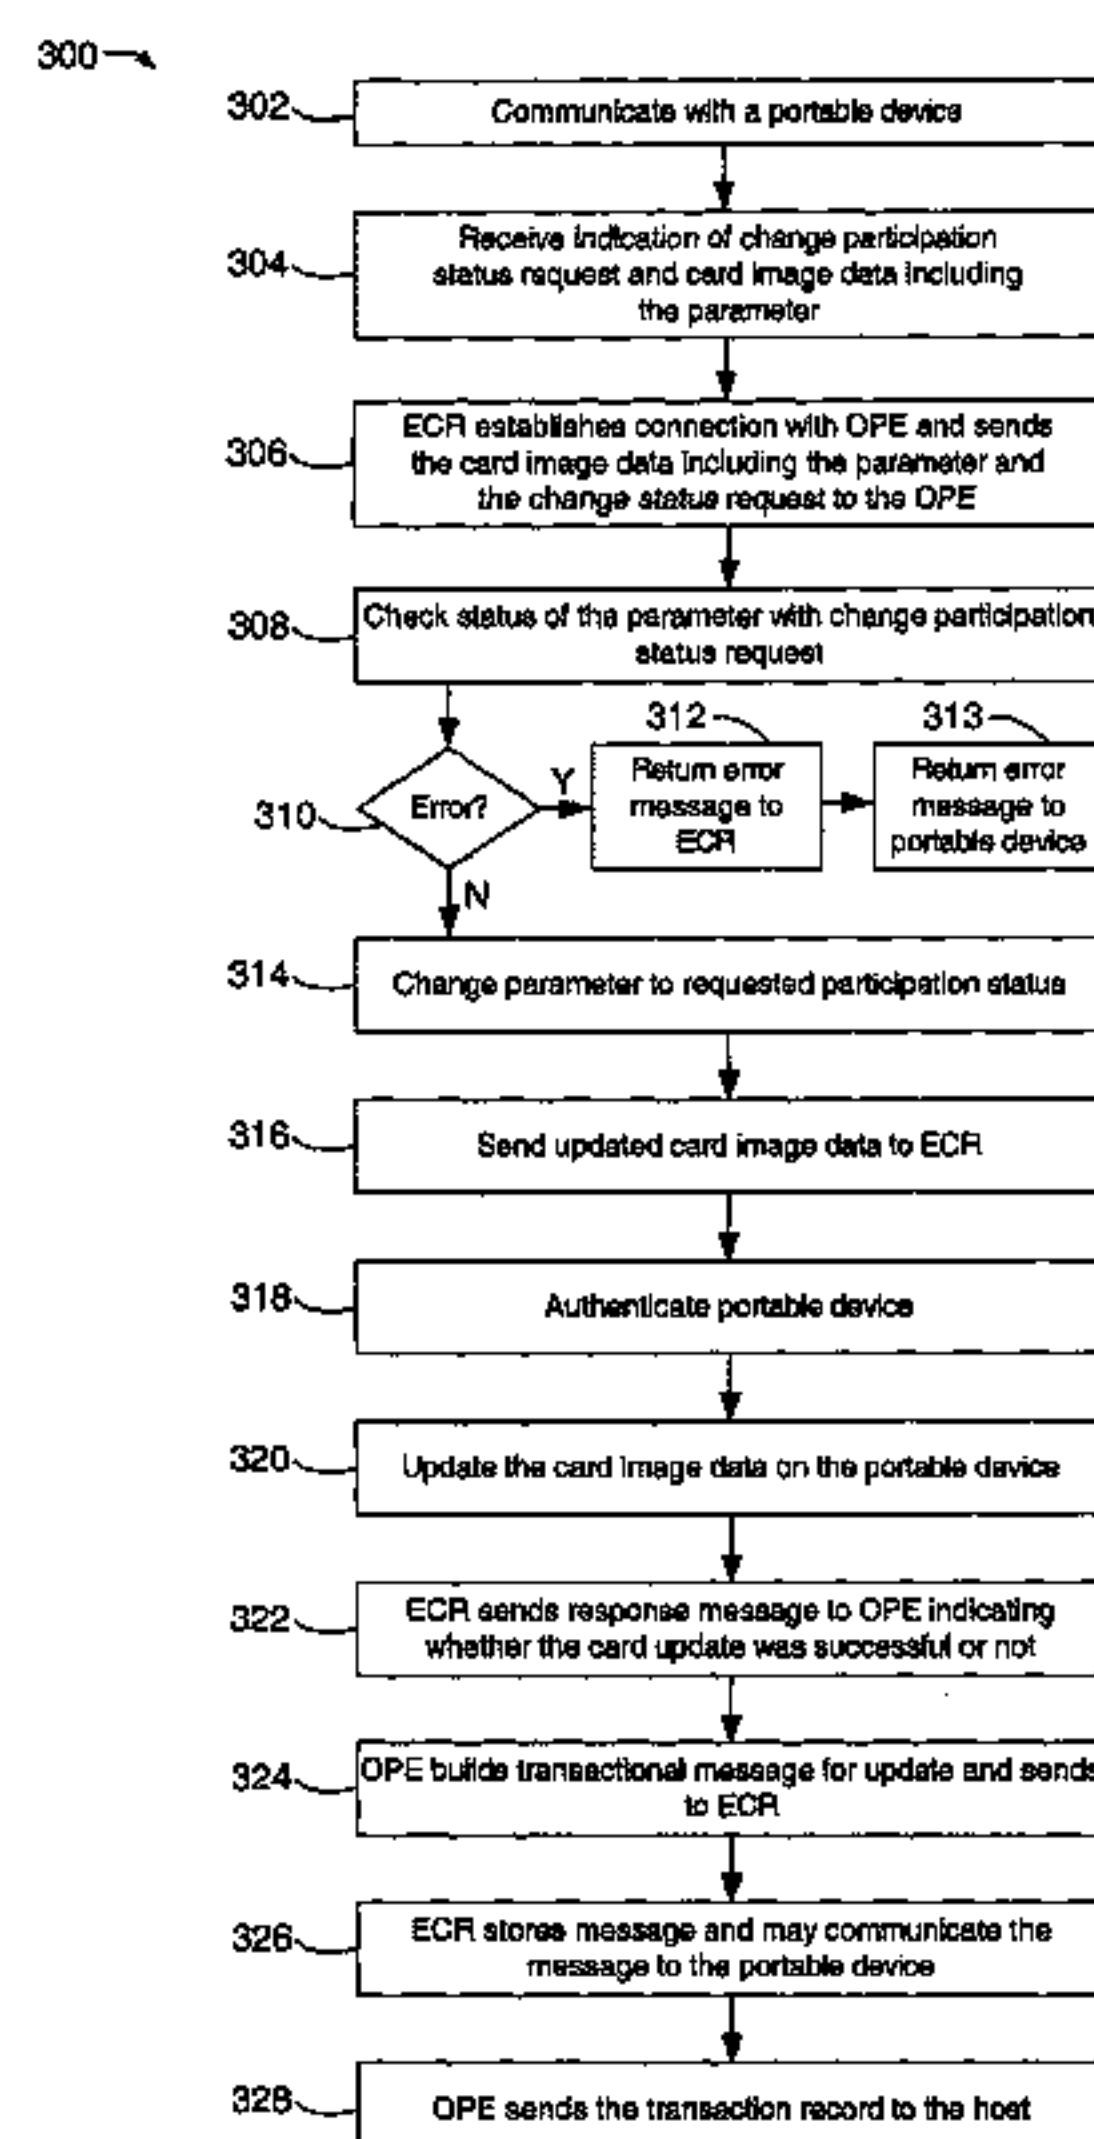 300
302
Communicate with a portable device
304
Receive indication of change participation
status request and card image data including
the parameter
306
ECR establishes connection with OPE and sends
the card image data including the parameter and
the change status request to the OPE
308
Check status of the parameter with change participation
status request
310
Error?
Y
N
312
Return error
message to
ECR
313
Return error
message to
portable device
314
Change parameter to requested participation status
316
Send updated card image data to ECR
318
Authenticate portable device
320
Update the card image data on the portable device
322
ECR sends response message to OPE indicating
whether the card update was successful or not
324
OPE builds transactional message for update and sends
to ECR
326
ECR stores message and may communicate the
message to the portable device
328
OPE sends the transaction record to the host